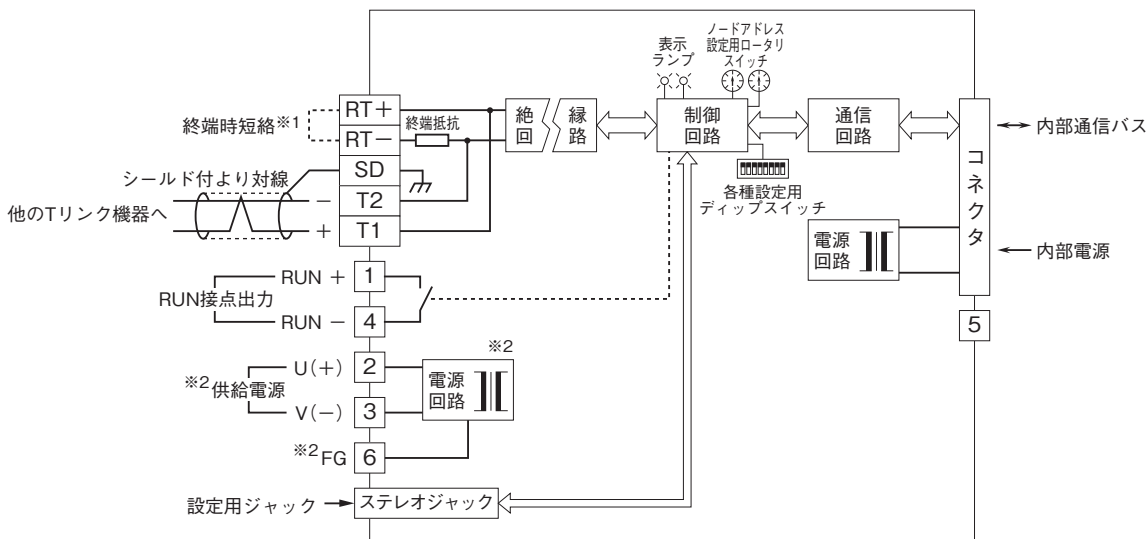 ノードアドレス
設定用ロータリ
スイッチ
表示
ランプ
RT+
RT−
SD
T2
T1
終端時短絡※1
終端抵抗
絶縁
回路
制御
回路
通信
回路
コネクタ
内部通信バス
シールド付より対線
他のTリンク機器へ
−
+
各種設定用
ディップスイッチ
電源
回路
内部電源
RUN +
1
RUN接点出力
RUN −
4
5
※2
U(+)
2
※2供給電源
電源
回路
V(−)
3
※2FG
6
設定用ジャック
ステレオジャック